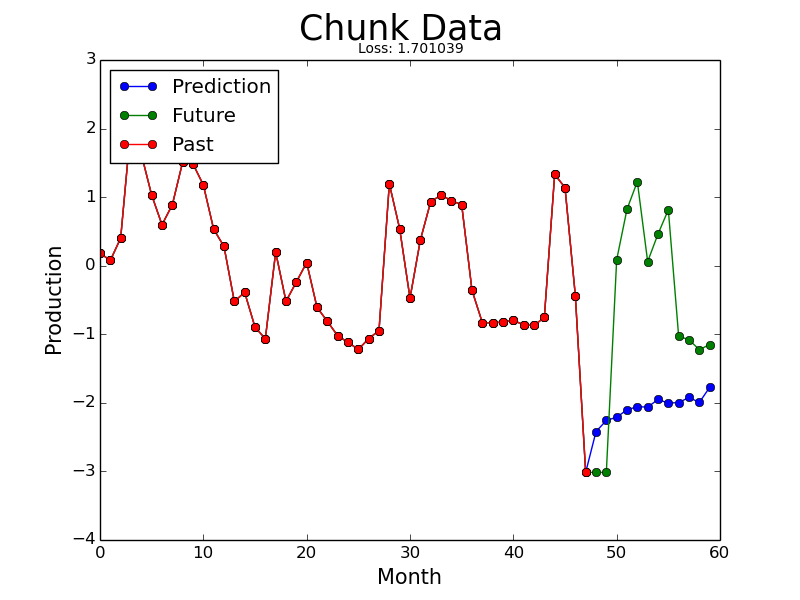 Chunk Data
Loss: 1.701039
Prediction
Future
Past
3
2
1
0
−1
−2
−3
−4
Production
0 10 20 30 40 50 60
Month